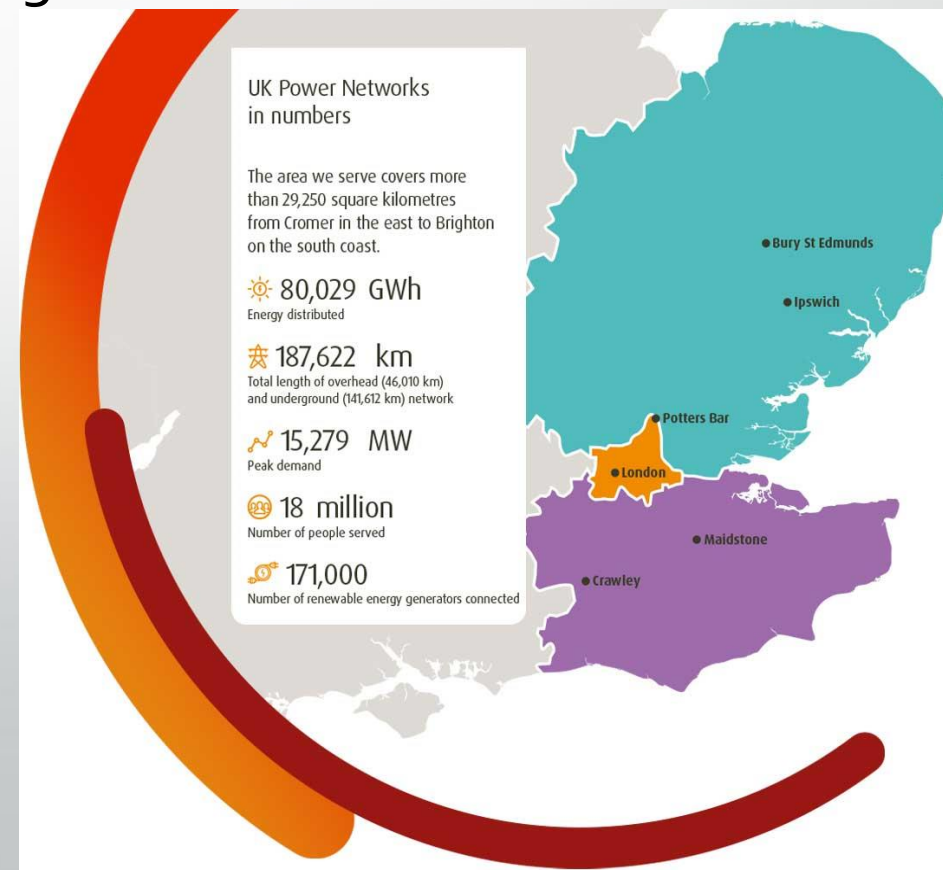 UK Power Networks
in numbers
The area we serve covers more
than 29,250 square kilometres
from Cromer in the east to Brighton
on the south coast.
80,029 GWh
Energy distributed
187,622 km
Total length of overhead (46,010 km)
and underground (141,612 km) network
15,279 MW
Peak demand
18 million
Number of people served
171,000
Number of renewable energy generators connected
Bury St Edmunds
Ipswich
Potters Bar
London
Maidstone
Crawley